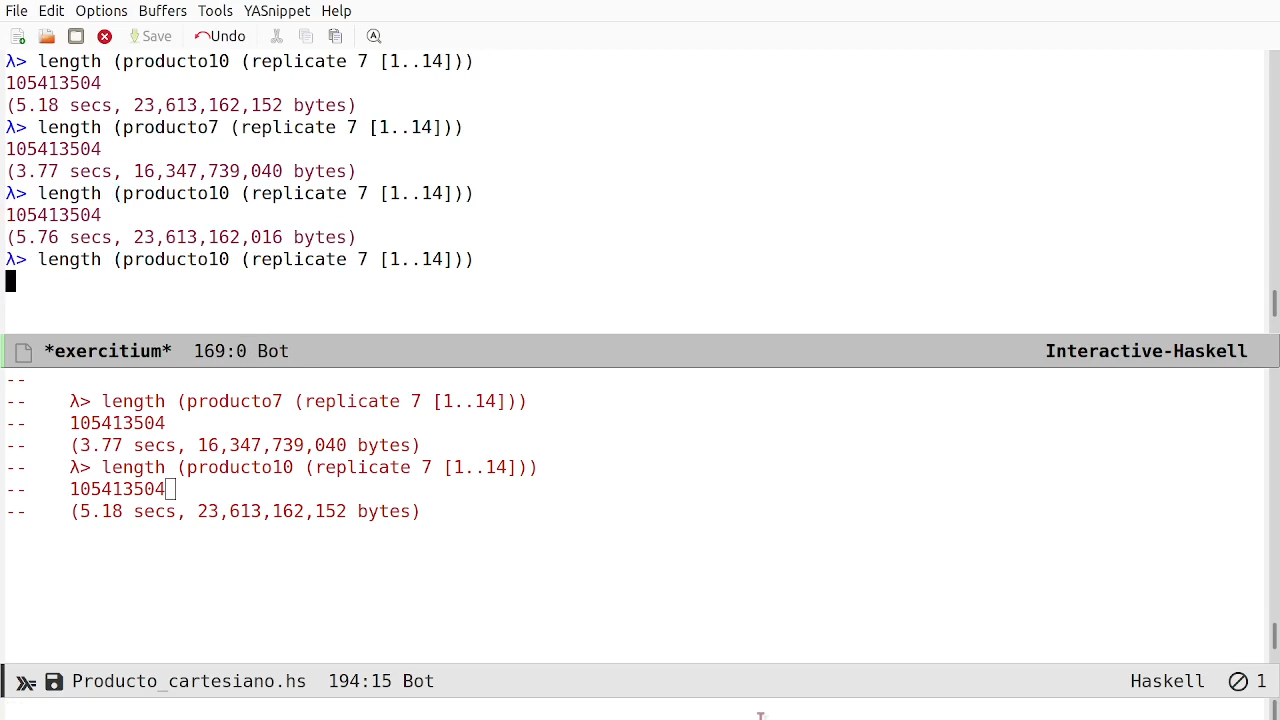 File Edit Options Buffers Tools YASnippet Help
Save Undo
λ> length (producto10 (replicate 7 [1..14]))
105413504
(5.18 secs, 23,613,162,152 bytes)
λ> length (producto7 (replicate 7 [1..14]))
105413504
(3.77 secs, 16,347,739,040 bytes)
λ> length (producto10 (replicate 7 [1..14]))
105413504
(5.76 secs, 23,613,162,016 bytes)
λ> length (producto10 (replicate 7 [1..14]))
*exercitium* 169:0 Bot Interactive-Haskell
--
-- λ> length (producto7 (replicate 7 [1..14]))
-- 105413504
-- (3.77 secs, 16,347,739,040 bytes)
-- λ> length (producto10 (replicate 7 [1..14]))
-- 105413504
-- (5.18 secs, 23,613,162,152 bytes)
Producto_cartesiano.hs 194:15 Bot Haskell 1